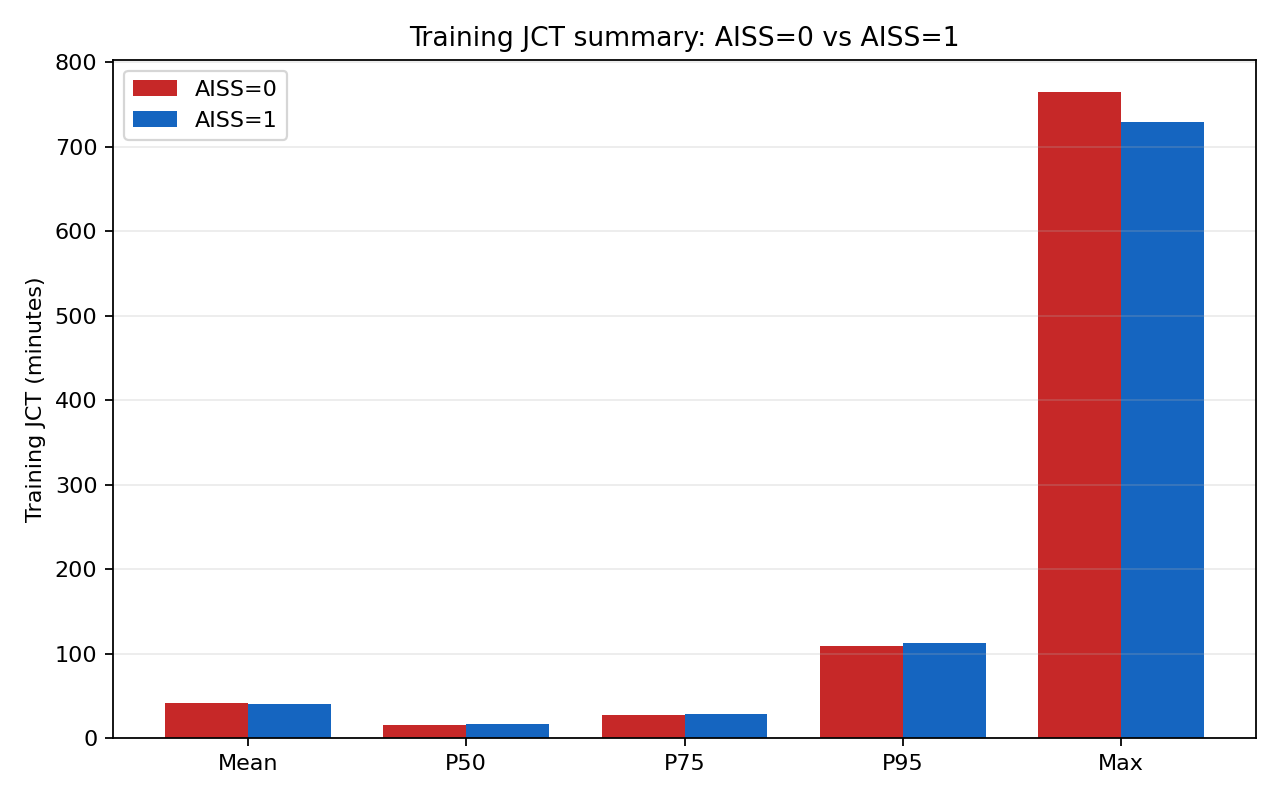 Training JCT summary: AISS=0 vs AISS=1
AISS=0
AISS=1
Training JCT (minutes)
800
700
600
500
400
300
200
100
0
Mean P50 P75 P95 Max